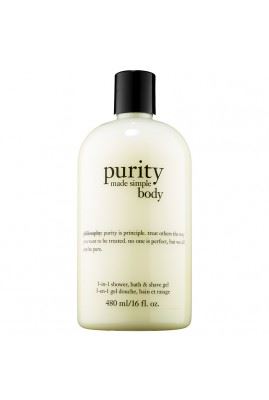 purity
made simple
body
philosophy: purity is principle. treat others the way
you want to be treated. no one is perfect, but we all
can be pure.
3-in-1 shower, bath & shave gel
3-en-1 gel douche, bain et rasage
480 ml/16 fl. oz.